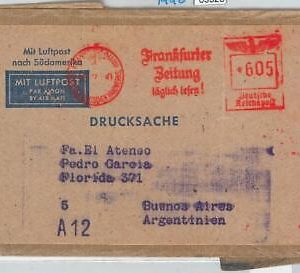 Mit Luftpost
nach Südamerika
MIT LUFTPOST
PAR AVION
BY AIR MAIL
Frankfurter
Zeitung
täglich lesen!
*605
Deutsche
Reichspost
DRUCKSACHE
Fa.El Ateneo
Pedro Garcia
Florida 371
5 Buenos Aires
A12 Argentinien